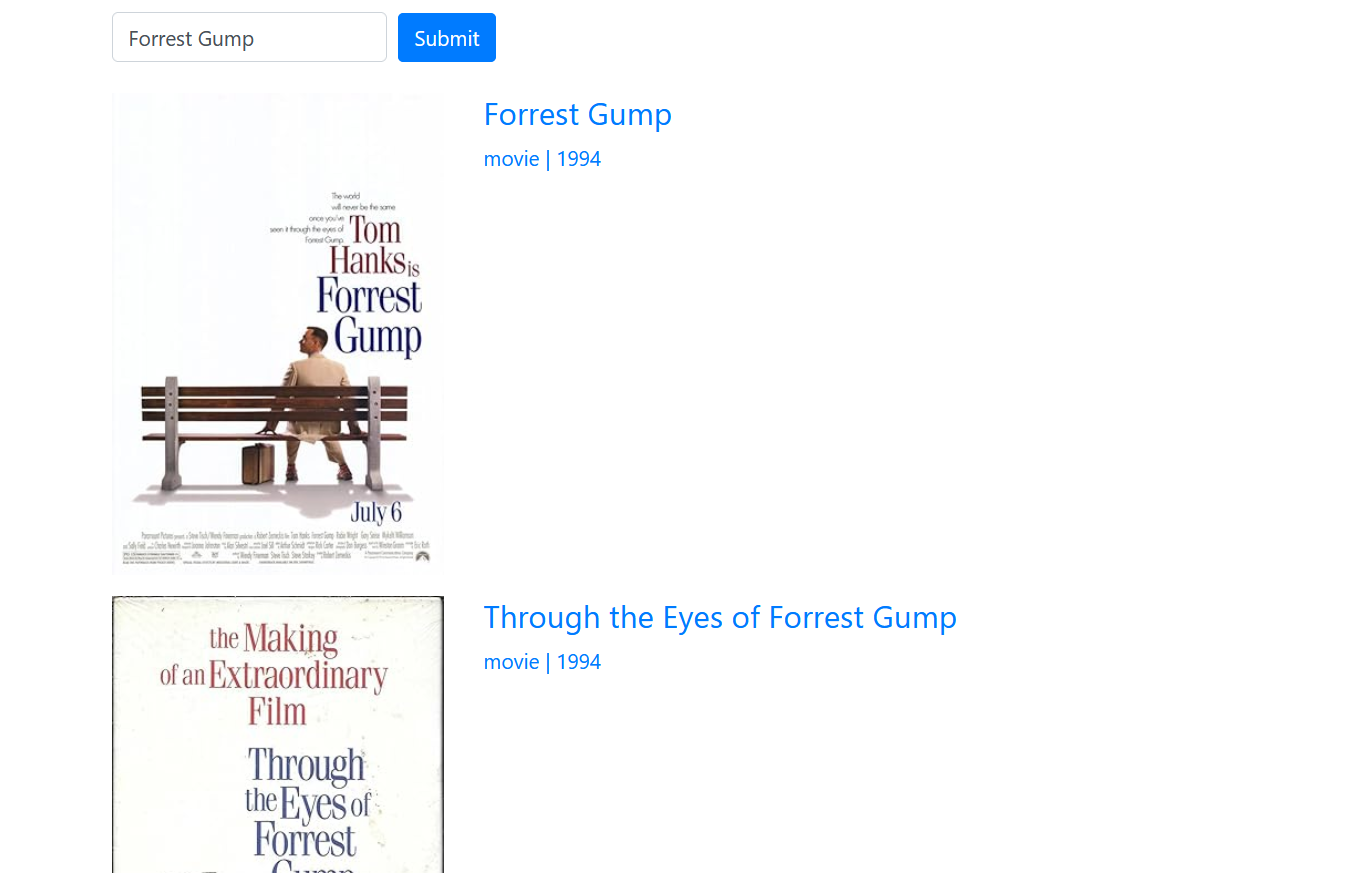 Forrest Gump
Submit
Forrest Gump
movie | 1994
The world
will never be the same
once you've
seen it through the eyes of
Forrest Gump.
Tom
Hanks is
Forrest
Gump
July 6
Through the Eyes of Forrest Gump
movie | 1994
the Making
of an Extraordinary
Film
Through
the Eyes of
Forrest
Gump